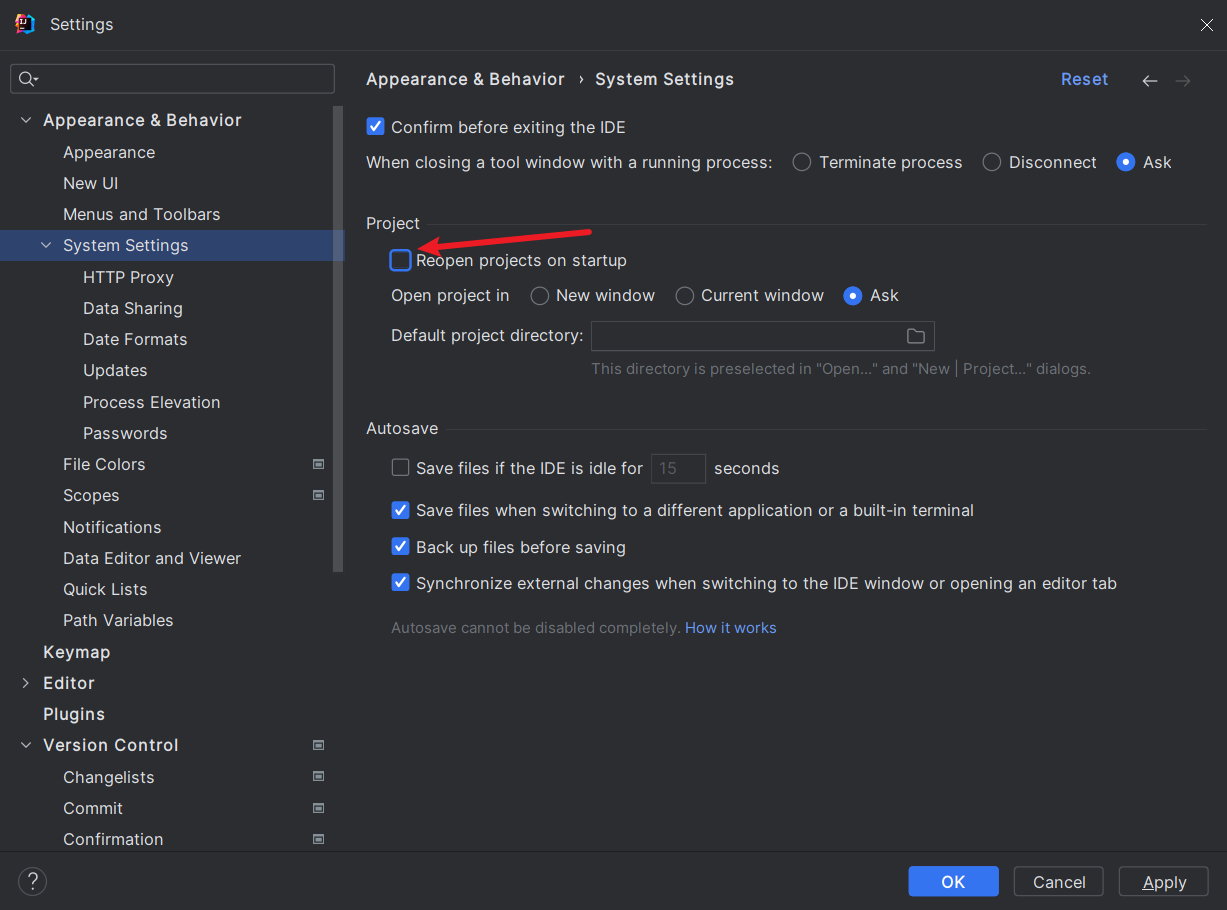 Settings
Appearance & Behavior
Appearance
New UI
Menus and Toolbars
System Settings
HTTP Proxy
Data Sharing
Date Formats
Updates
Process Elevation
Passwords
File Colors
Scopes
Notifications
Data Editor and Viewer
Quick Lists
Path Variables
Keymap
Editor
Plugins
Version Control
Changelists
Commit
Confirmation
Appearance & Behavior › System Settings
Reset
Confirm before exiting the IDE
When closing a tool window with a running process: Terminate process Disconnect Ask
Project
Reopen projects on startup
Open project in New window Current window Ask
Default project directory:
This directory is preselected in "Open..." and "New | Project..." dialogs.
Autosave
Save files if the IDE is idle for 15 seconds
Save files when switching to a different application or a built-in terminal
Back up files before saving
Synchronize external changes when switching to the IDE window or opening an editor tab
Autosave cannot be disabled completely. How it works
?
OK Cancel Apply